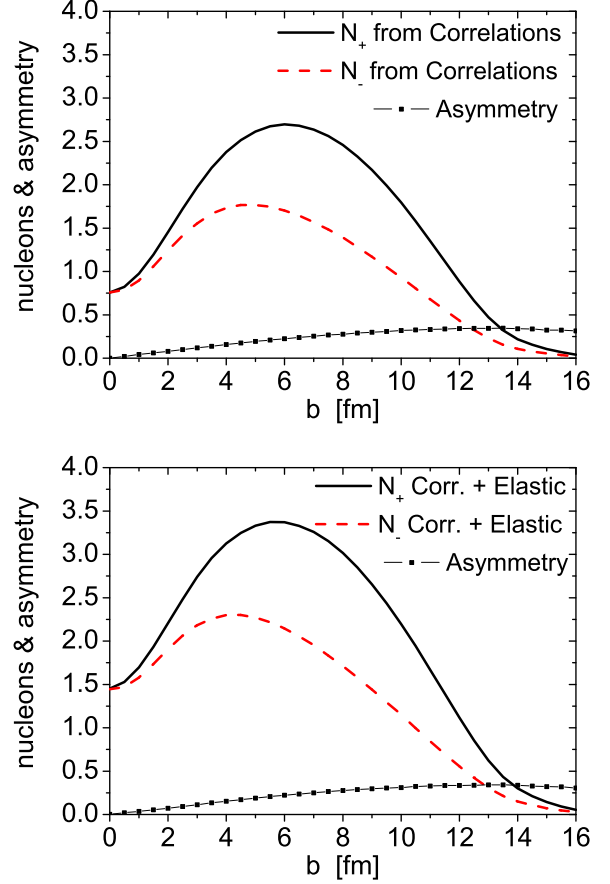 4.0
N₊ from Correlations
3.5
N₋ from Correlations
3.0
Asymmetry
2.5
2.0
1.5
1.0
0.5
0.0
nucleons & asymmetry
0 2 4 6 8 10 12 14 16
b [fm]
4.0
N₊ Corr. + Elastic
3.5
N₋ Corr. + Elastic
3.0
Asymmetry
2.5
2.0
1.5
1.0
0.5
0.0
nucleons & asymmetry
0 2 4 6 8 10 12 14 16
b [fm]